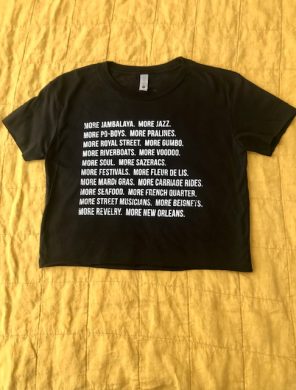 MORE JAMBALAYA. MORE JAZZ.
MORE PO-BOYS. MORE PRALINES.
MORE ROYAL STREET. MORE GUMBO.
MORE RIVERBOATS. MORE VOODOO.
MORE SOUL. MORE SAZERACS.
MORE FESTIVALS. MORE FLEUR DE LIS.
MORE MARDI GRAS. MORE CARRIAGE RIDES.
MORE SEAFOOD. MORE FRENCH QUARTER.
MORE STREET MUSICIANS. MORE BEIGNETS.
MORE REVELRY. MORE NEW ORLEANS.